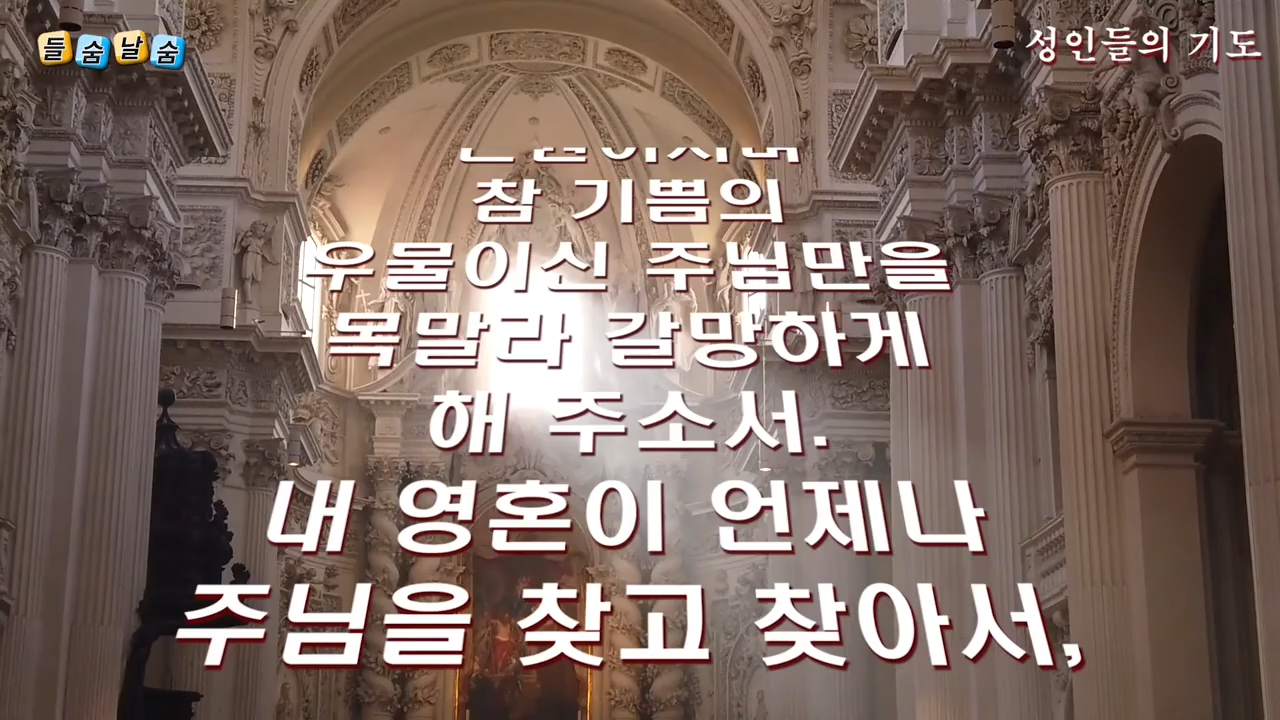 들숨날숨
성인들의 기도
참 기쁨의
우물이신 주님만을
목말라 갈망하게
해 주소서.
내 영혼이 언제나
주님을 찾고 찾아서,